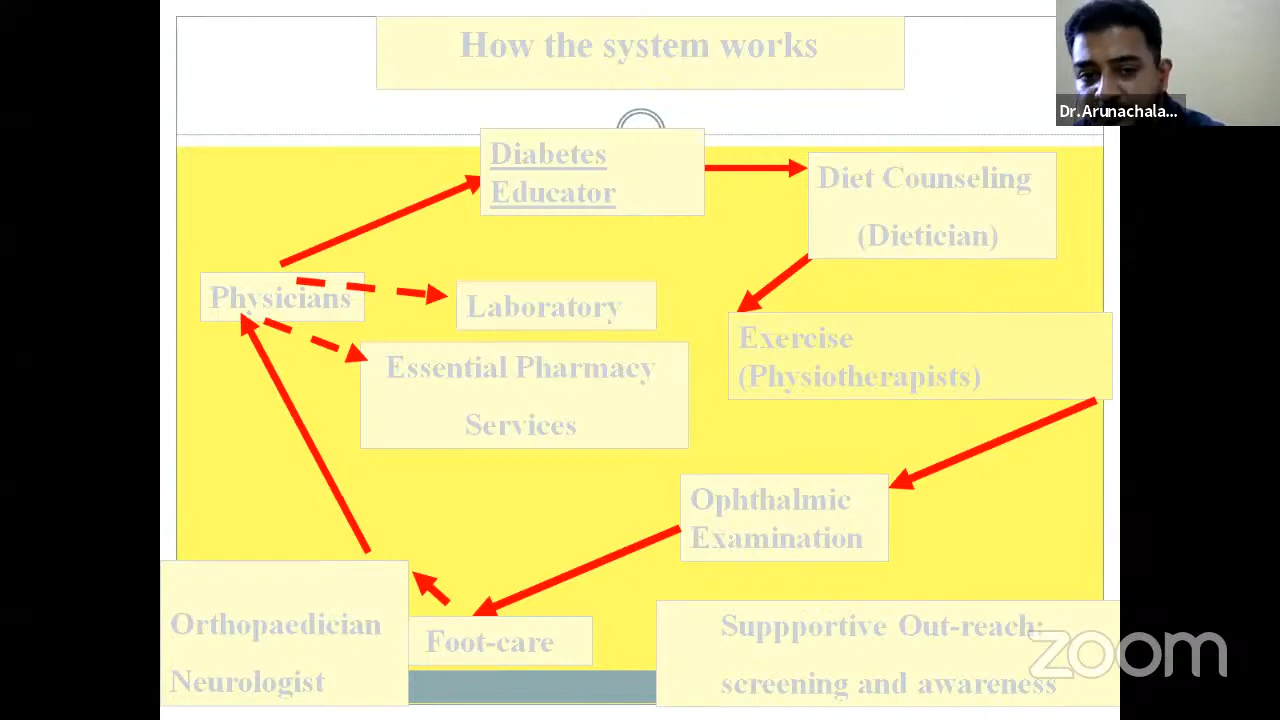 How the system works
Dr.Arunachala...
Diabetes
Educator
Diet Counseling
(Dietician)
Physicians
Laboratory
Essential Pharmacy
Services
Exercise
(Physiotherapists)
Ophthalmic
Examination
Orthopaedician
Neurologist
Foot-care
Suppportive Out-reach:
screening and awareness
zoom